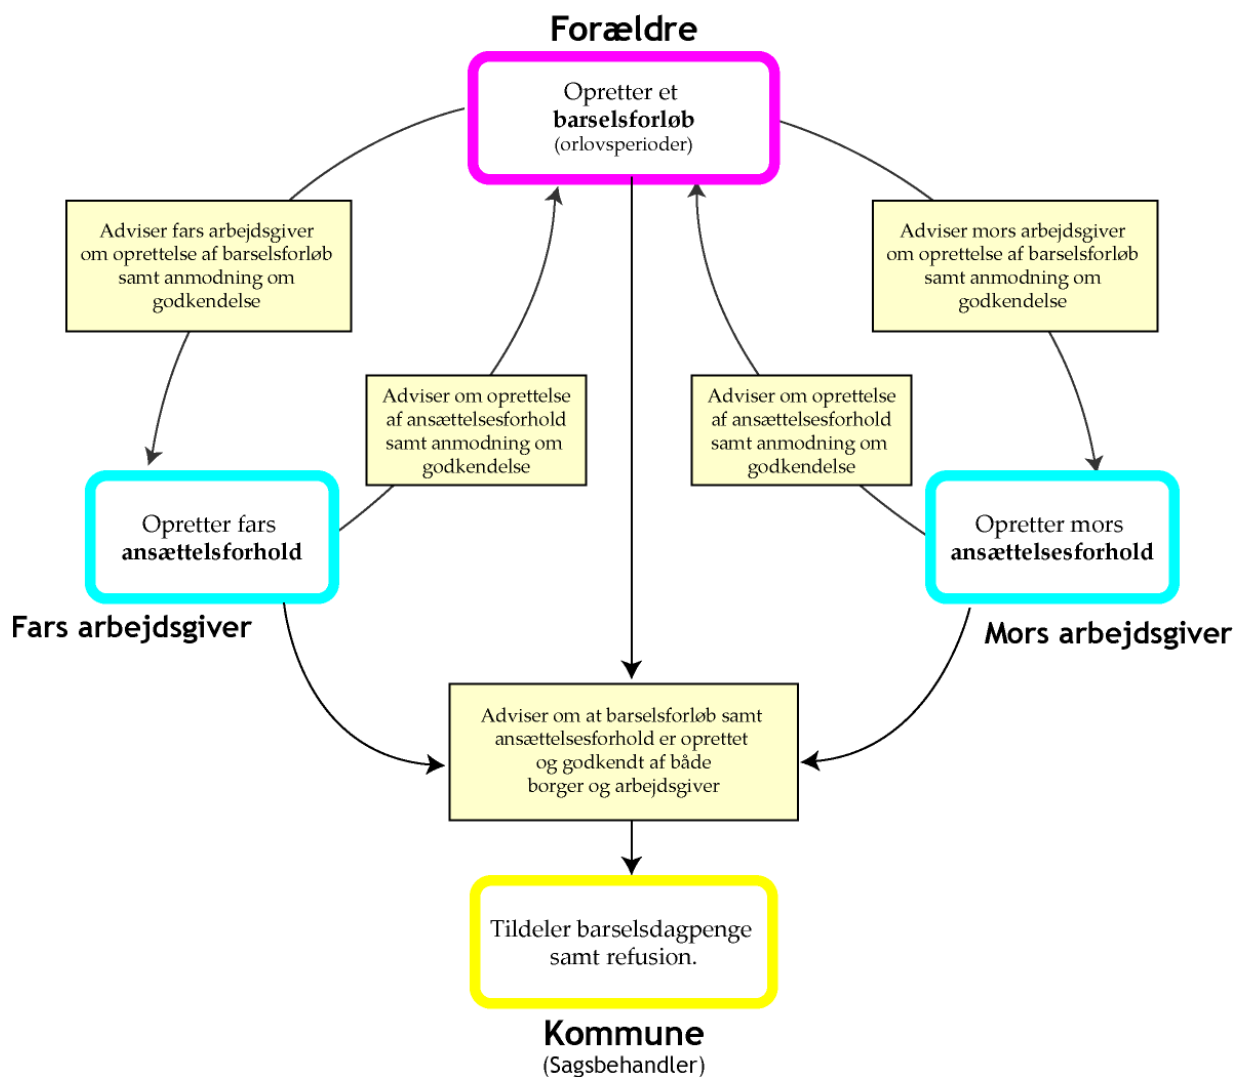 Forældre
Opretter et
barselsforløb
(orlovsperioder)
Adviser fars arbejdsgiver
om oprettelse af barselsforløb
samt anmodning om
godkendelse
Adviser mors arbejdsgiver
om oprettelse af barselsforløb
samt anmodning om
godkendelse
Adviser om oprettelse
af ansættelsesforhold
samt anmodning om
godkendelse
Adviser om oprettelse
af ansættelsesforhold
samt anmodning om
godkendelse
Opretter fars
ansættelsforhold
Fars arbejdsgiver
Opretter mors
ansættelsesforhold
Mors arbejdsgiver
Adviser om at barselsforløb samt
ansættelsesforhold er oprettet
og godkendt af både
borger og arbejdsgiver
Tildeler barselsdagpenge
samt refusion.
Kommune
(Sagsbehandler)